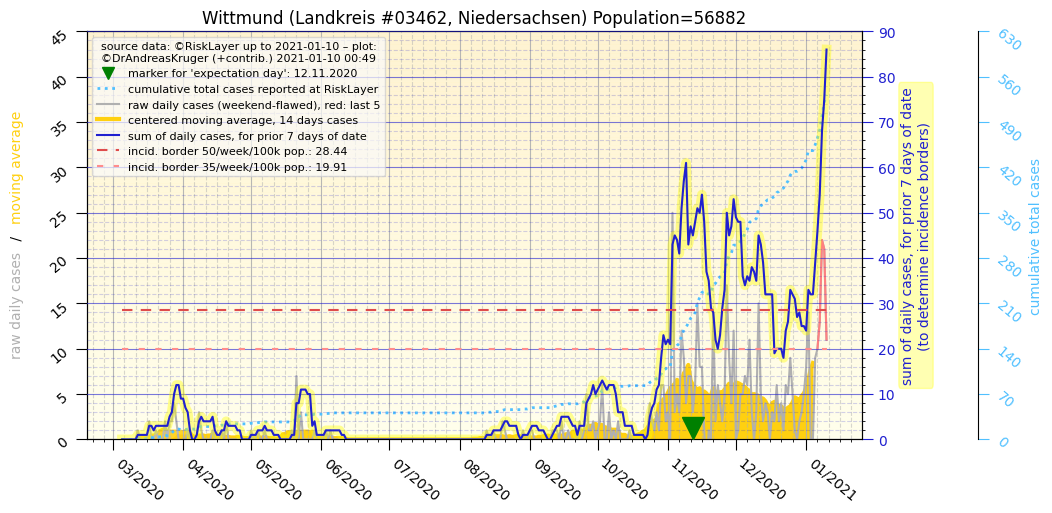 Wittmund (Landkreis #03462, Niedersachsen) Population=56882
source data: ©RiskLayer up to 2021-01-10 – plot:
©DrAndreasKruger (+contrib.) 2021-01-10 00:49
marker for 'expectation day': 12.11.2020
cumulative total cases reported at RiskLayer
raw daily cases (weekend-flawed), red: last 5
centered moving average, 14 days cases
sum of daily cases, for prior 7 days of date
incid. border 50/week/100k pop.: 28.44
incid. border 35/week/100k pop.: 19.91
raw daily cases / moving average
45
40
35
30
25
20
15
10
5
0
03/2020
04/2020
05/2020
06/2020
07/2020
08/2020
09/2020
10/2020
11/2020
12/2020
01/2021
90
80
70
60
50
40
30
20
10
0
sum of daily cases, for prior 7 days of date
(to determine incidence borders)
630
560
490
420
350
280
210
140
70
0
cumulative total cases